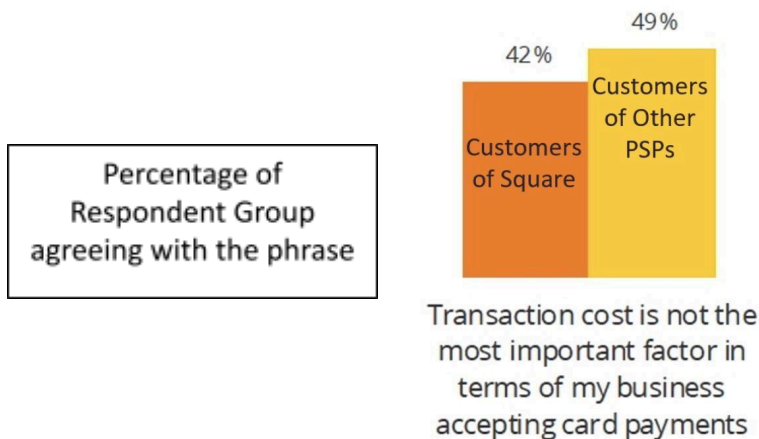 49%
42%
Customers
of Other
PSPs
Customers
of Square
Percentage of
Respondent Group
agreeing with the phrase
Transaction cost is not the
most important factor in
terms of my business
accepting card payments